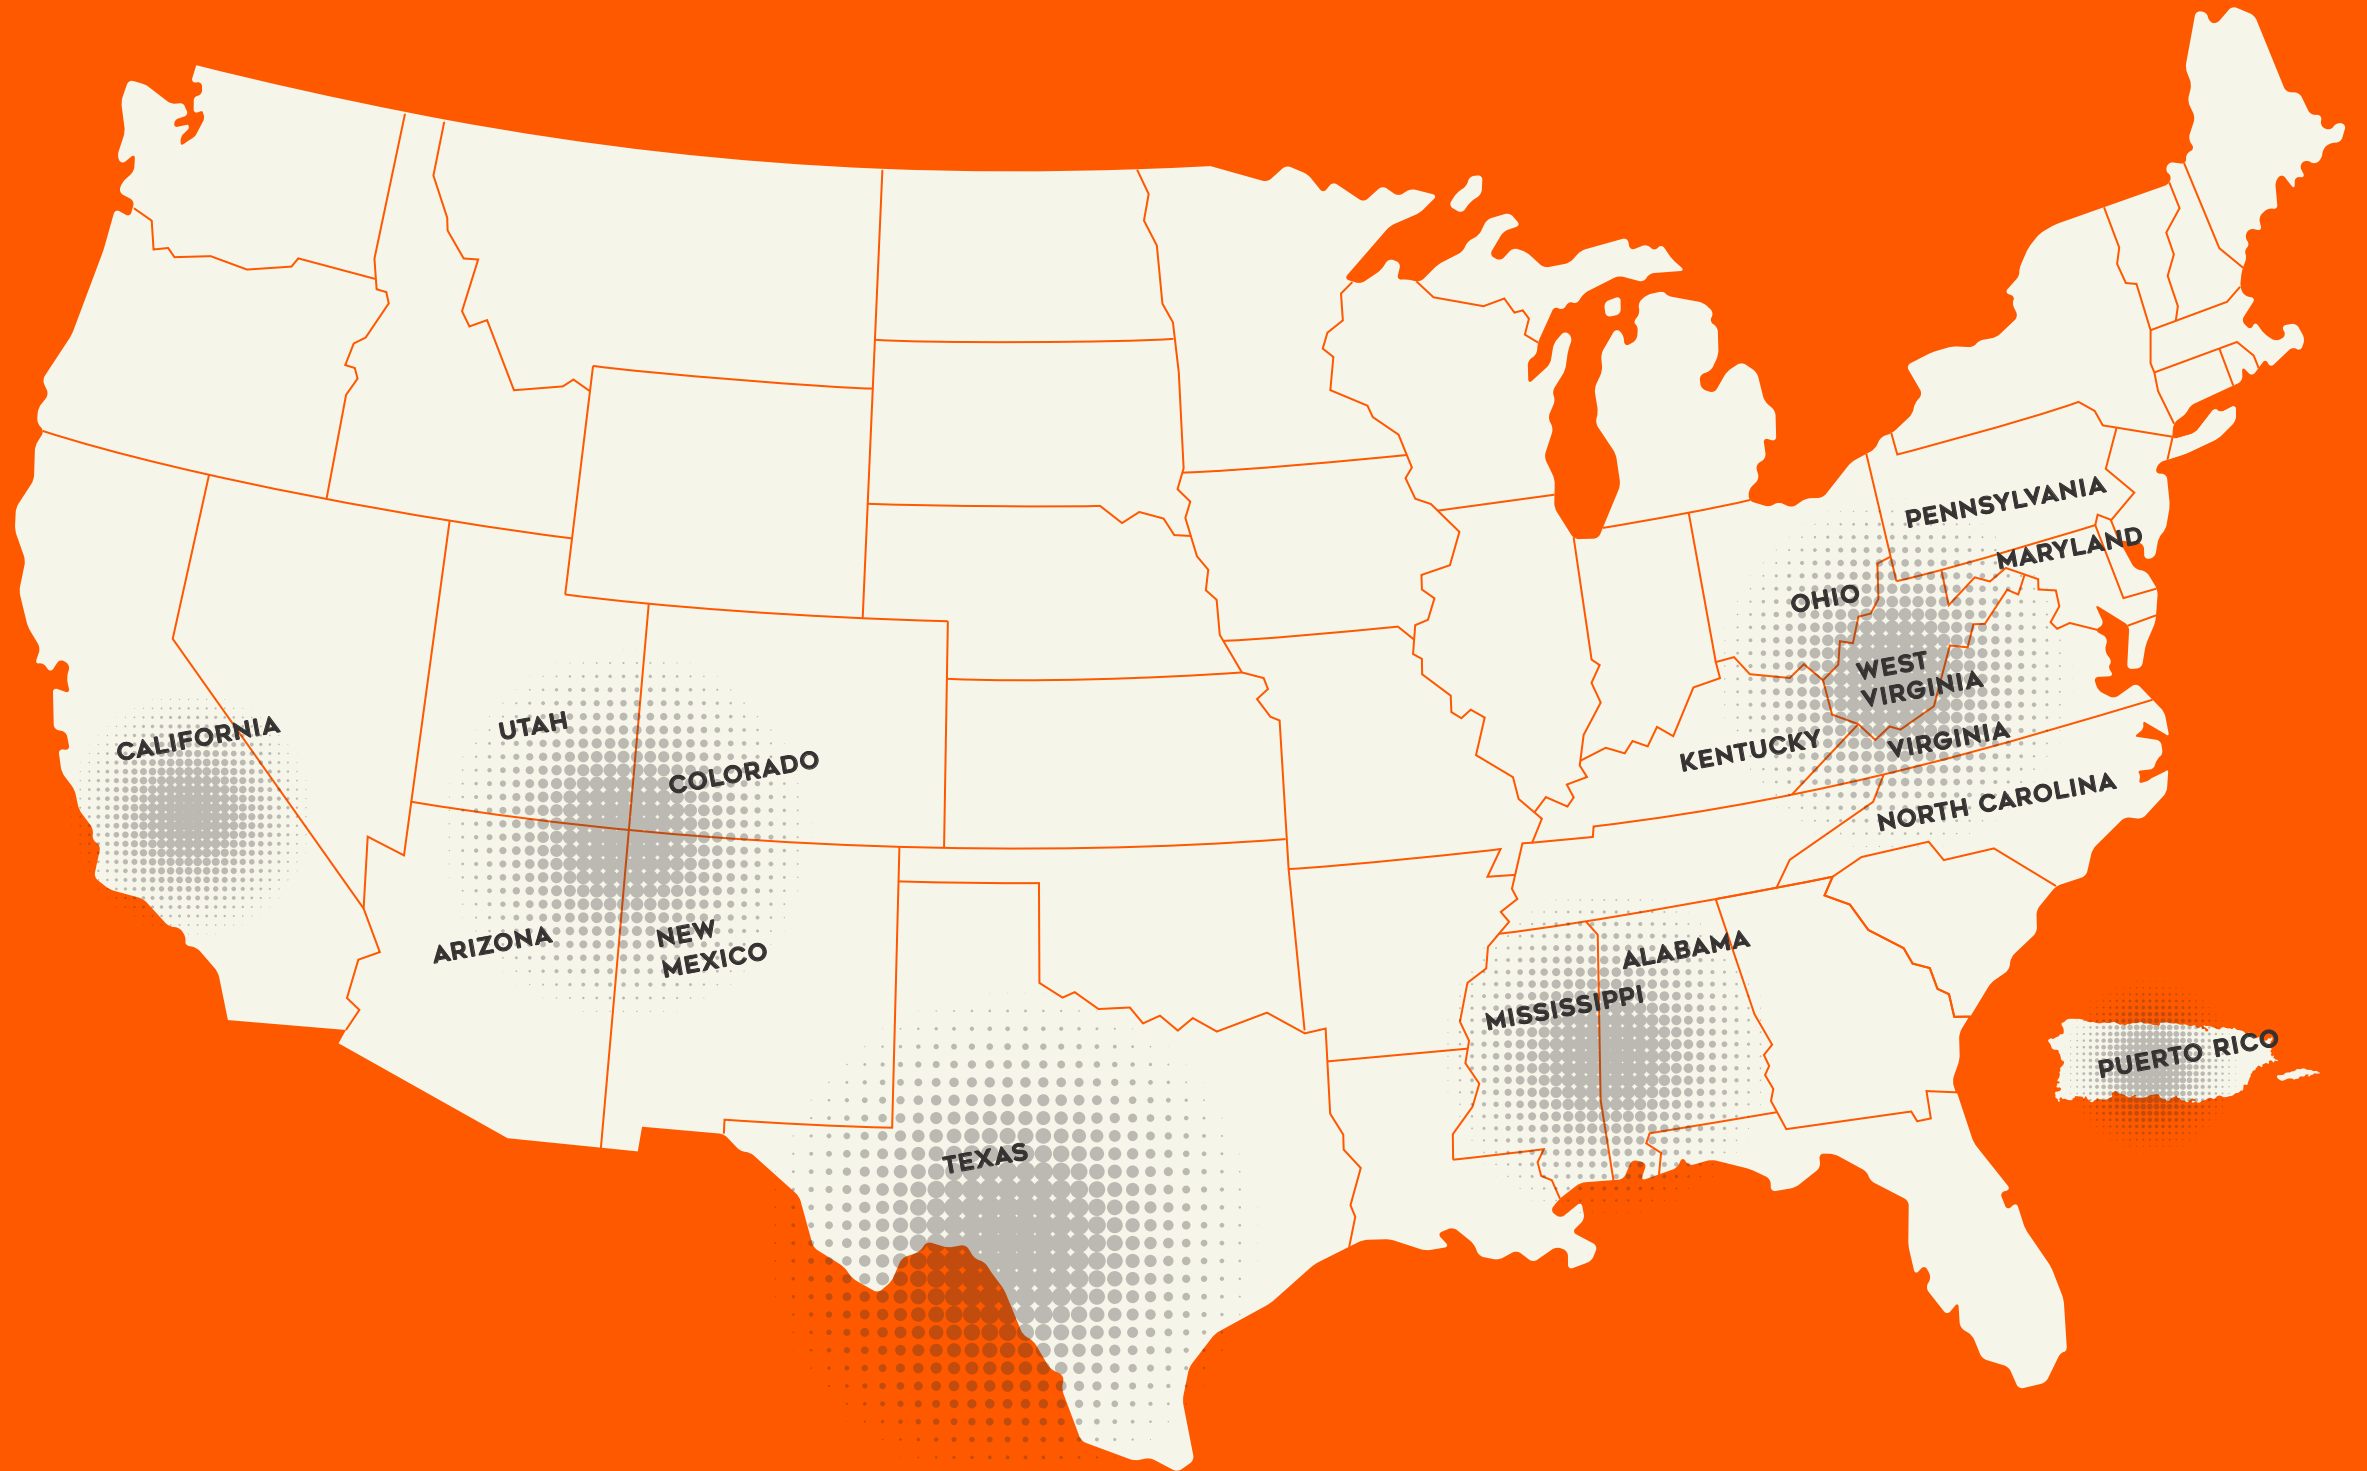 PENNSYLVANIA
MARYLAND
OHIO
WEST
VIRGINIA
VIRGINIA
KENTUCKY
NORTH CAROLINA
CALIFORNIA
UTAH
COLORADO
ARIZONA
NEW
MEXICO
ALABAMA
MISSISSIPPI
PUERTO RICO
TEXAS